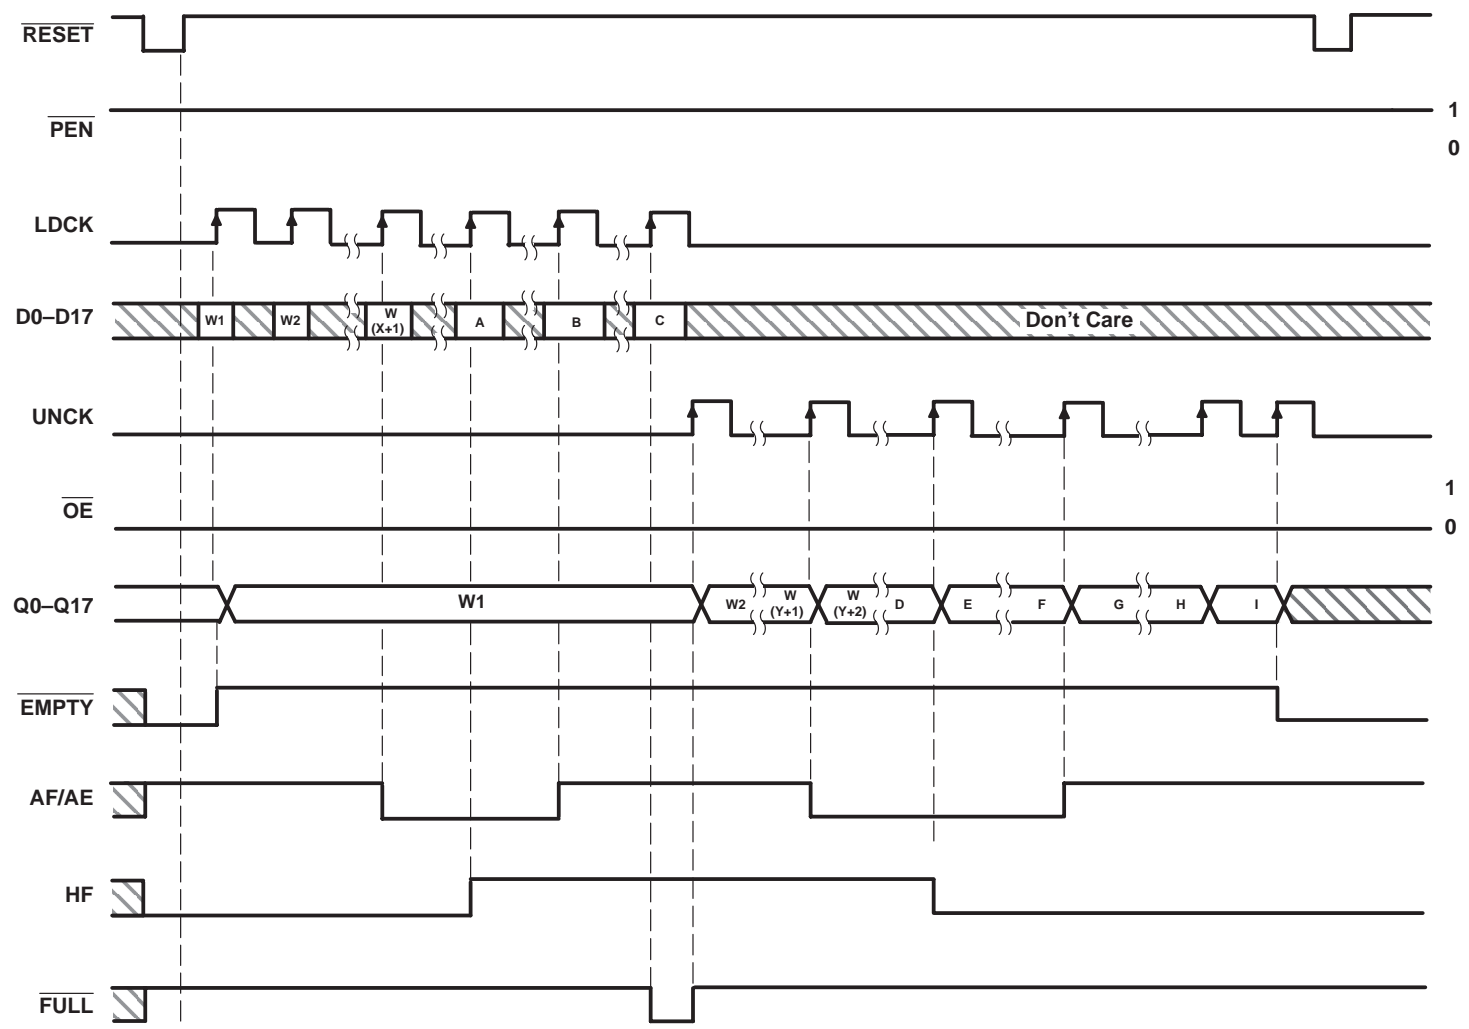 RESET
PEN
1
0
LDCK
D0–D17
W1
W2
W
(X+1)
A
B
C
Don't Care
UNCK
OE
1
0
Q0–Q17
W1
W2
W
(Y+1)
W
(Y+2)
D
E
F
G
H
I
EMPTY
AF/AE
HF
FULL